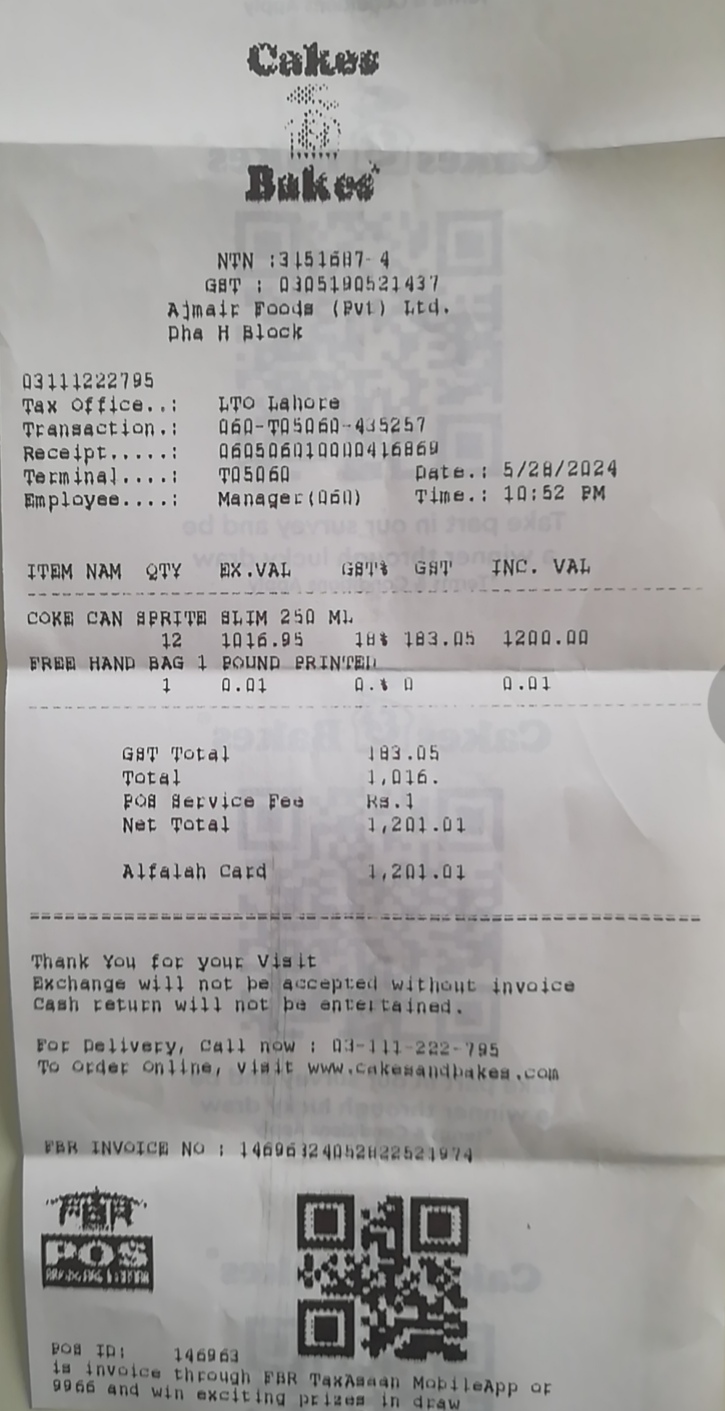 Cakes
Bakes
NTN :3151687-4
GST : 0305190521437
Ajmair Foods (Pvt) Ltd.
Dha H Block
03111222795
Tax Office..: LTO Lahore
Transaction.: 060-T05060-435257
Receipt.....: 060506010000416869
Terminal....: T05060 Date.: 5/28/2024
Employee....: Manager(060) Time.: 10:52 PM
ITEM NAM QTY EX.VAL GST% GST INC. VAL
COKE CAN SPRITE SLIM 250 ML
12 1016.95 18% 183.05 1200.00
FREE HAND BAG 1 POUND PRINTED
1 0.01 0.% 0 0.01
GST Total 183.05
Total 1,016.
POS Service Fee Rs.1
Net Total 1,201.01
Alfalah Card 1,201.01
Thank You for your Visit
Exchange will not be accepted without invoice
Cash return will not be entertained.
For Delivery, Call now : 03-111-222-795
To Order Online, visit www.cakesandbakes.com
FBR INVOICE NO :
FBR
POS
POS ID: 146963
is invoice through FBR TaxAsaan MobileApp or
9966 and win exciting prizes in draw